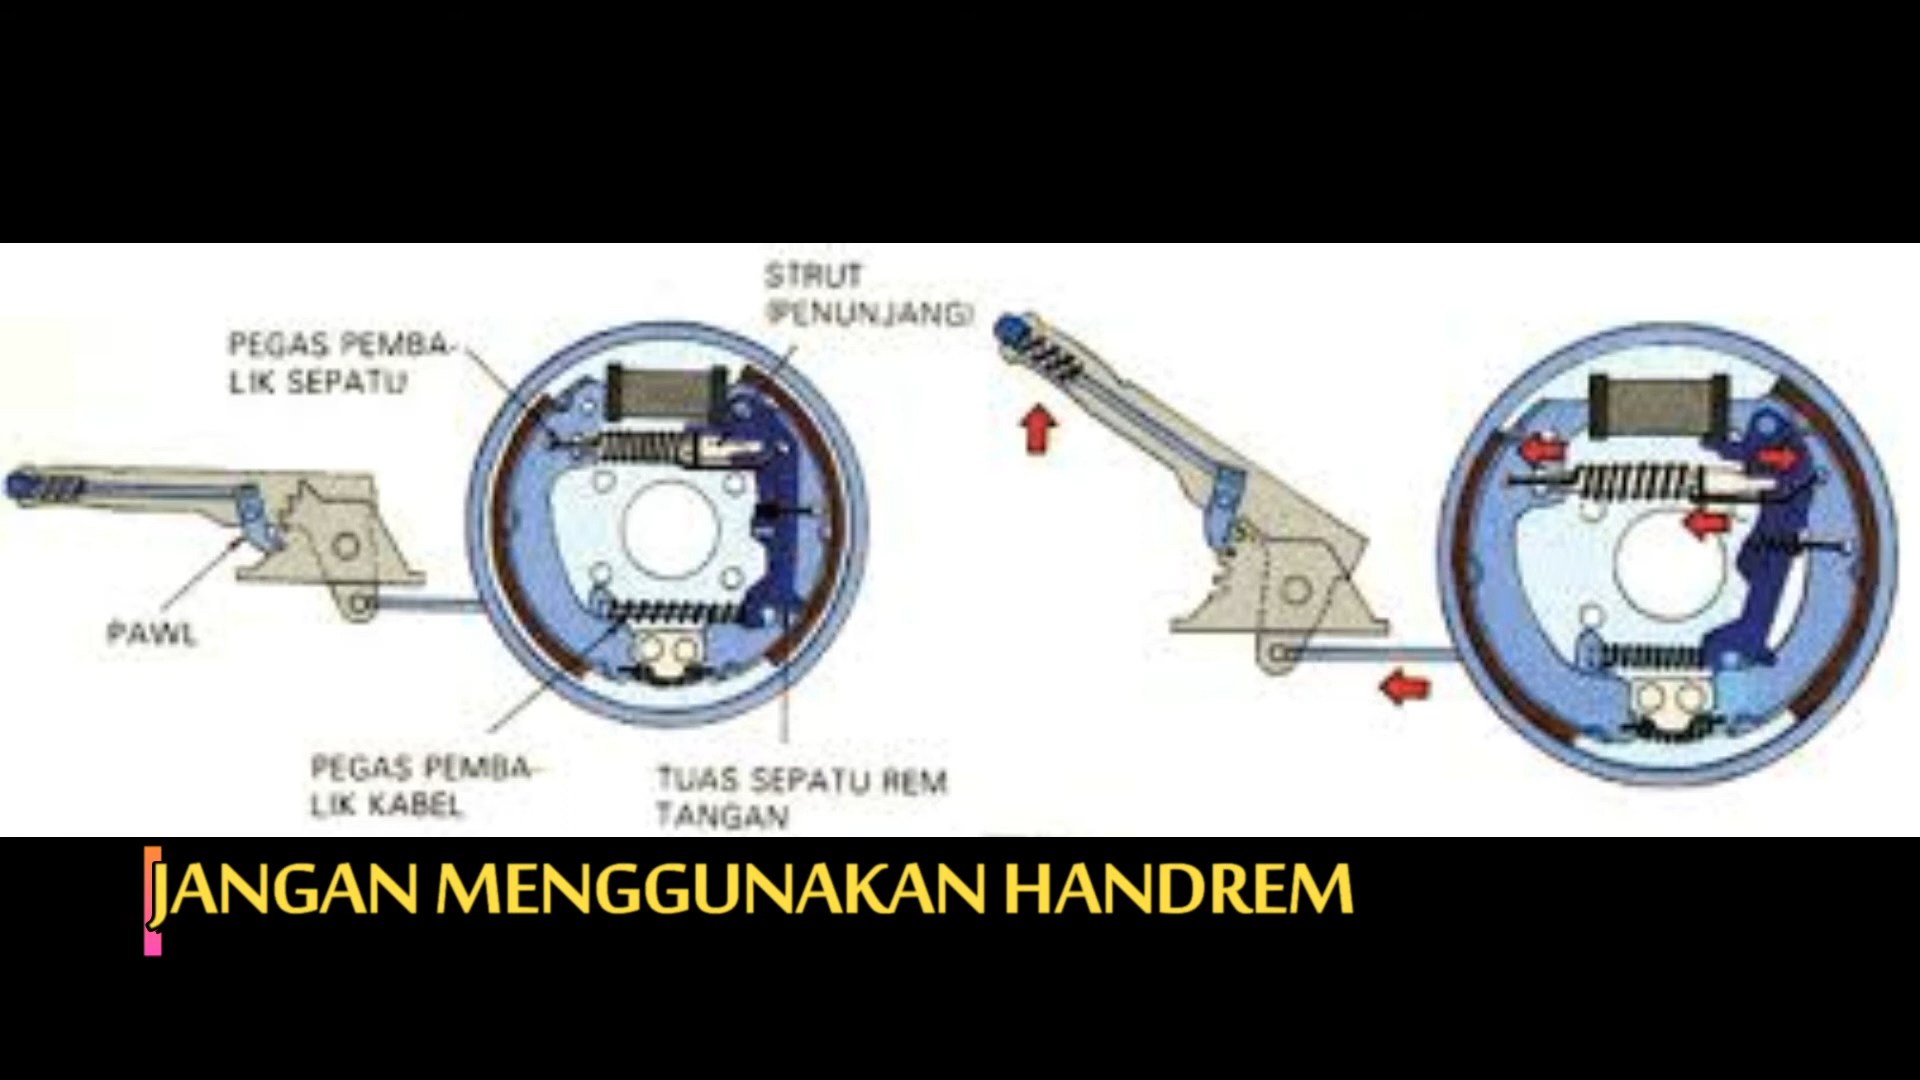 STRUT
(PENUNJANG)
PEGAS PEMBA-
LIK SEPATU
PAWL
PEGAS PEMBA-
LIK KABEL
TUAS SEPATU REM
TANGAN
JANGAN MENGGUNAKAN HANDREM